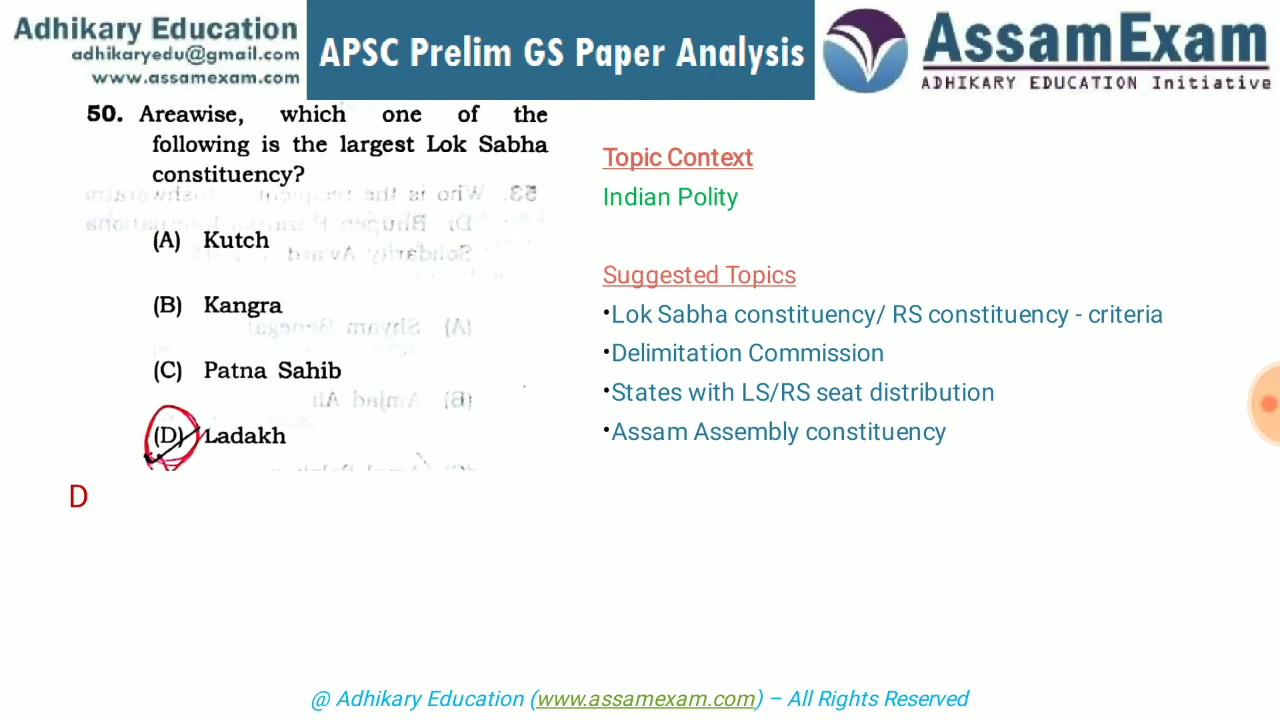 Adhikary Education
adhikaryedu@gmail.com
www.assamexam.com
APSC Prelim GS Paper Analysis
AssamExam
ADHIKARY EDUCATION Initiative
50. Areawise, which one of the
following is the largest Lok Sabha
constituency?
(A) Kutch
(B) Kangra
(C) Patna Sahib
(D) Ladakh
D
Topic Context
Indian Polity
Suggested Topics
•Lok Sabha constituency/ RS constituency - criteria
•Delimitation Commission
•States with LS/RS seat distribution
•Assam Assembly constituency
@ Adhikary Education (www.assamexam.com) – All Rights Reserved